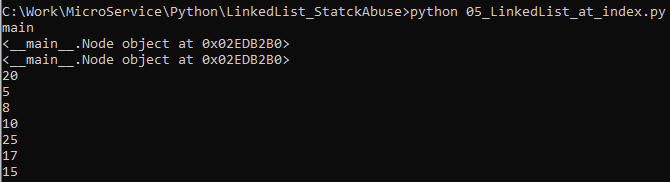 C:\Work\MicroService\Python\LinkedList_StatckAbuse>python 05_LinkedList_at_index.py
main
<__main__.Node object at 0x02EDB2B0>
<__main__.Node object at 0x02EDB2B0>
20
5
8
10
25
17
15